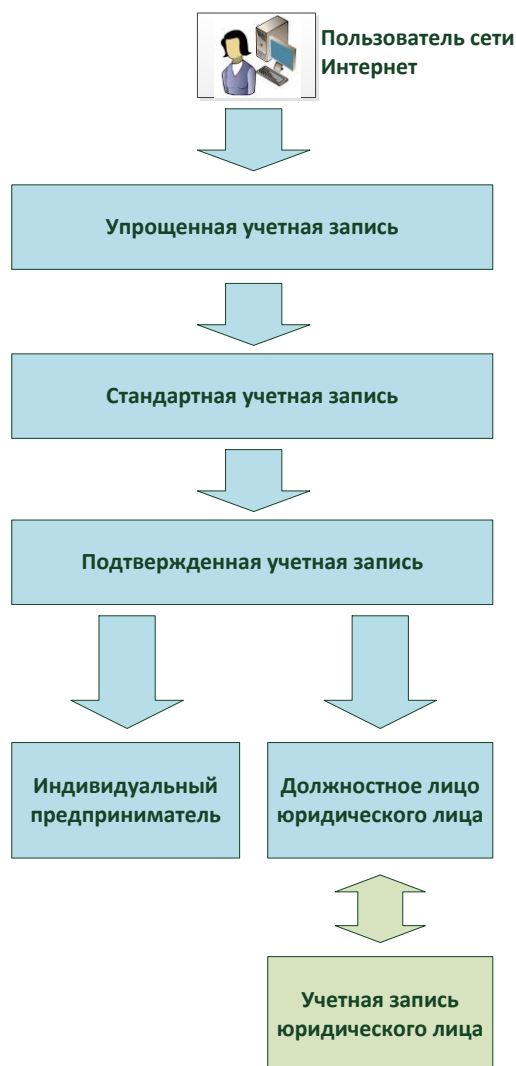 Пользователь сети
Интернет
Упрощенная учетная запись
Стандартная учетная запись
Подтвержденная учетная запись
Индивидуальный
предприниматель
Должностное лицо
юридического лица
Учетная запись
юридического лица